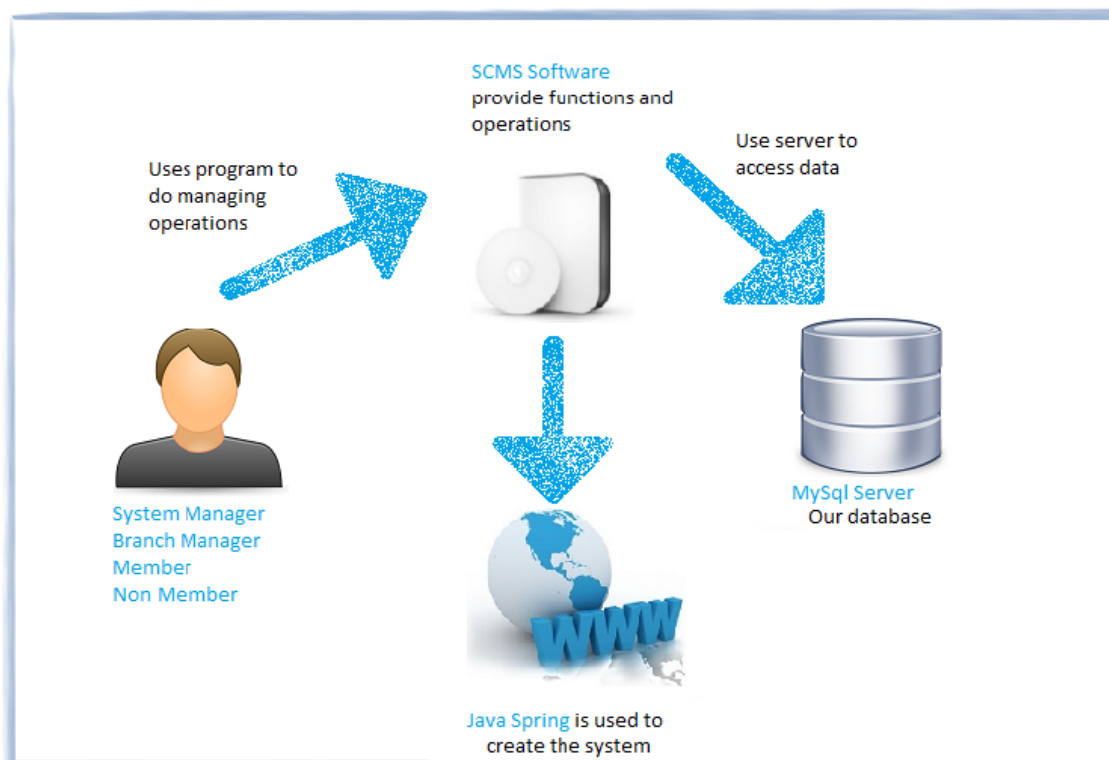 SCMS Software
provide functions and
operations
Uses program to
do managing
operations
Use server to
access data
System Manager
Branch Manager
Member
Non Member
MySql Server
Our database
WWW
Java Spring is used to
create the system